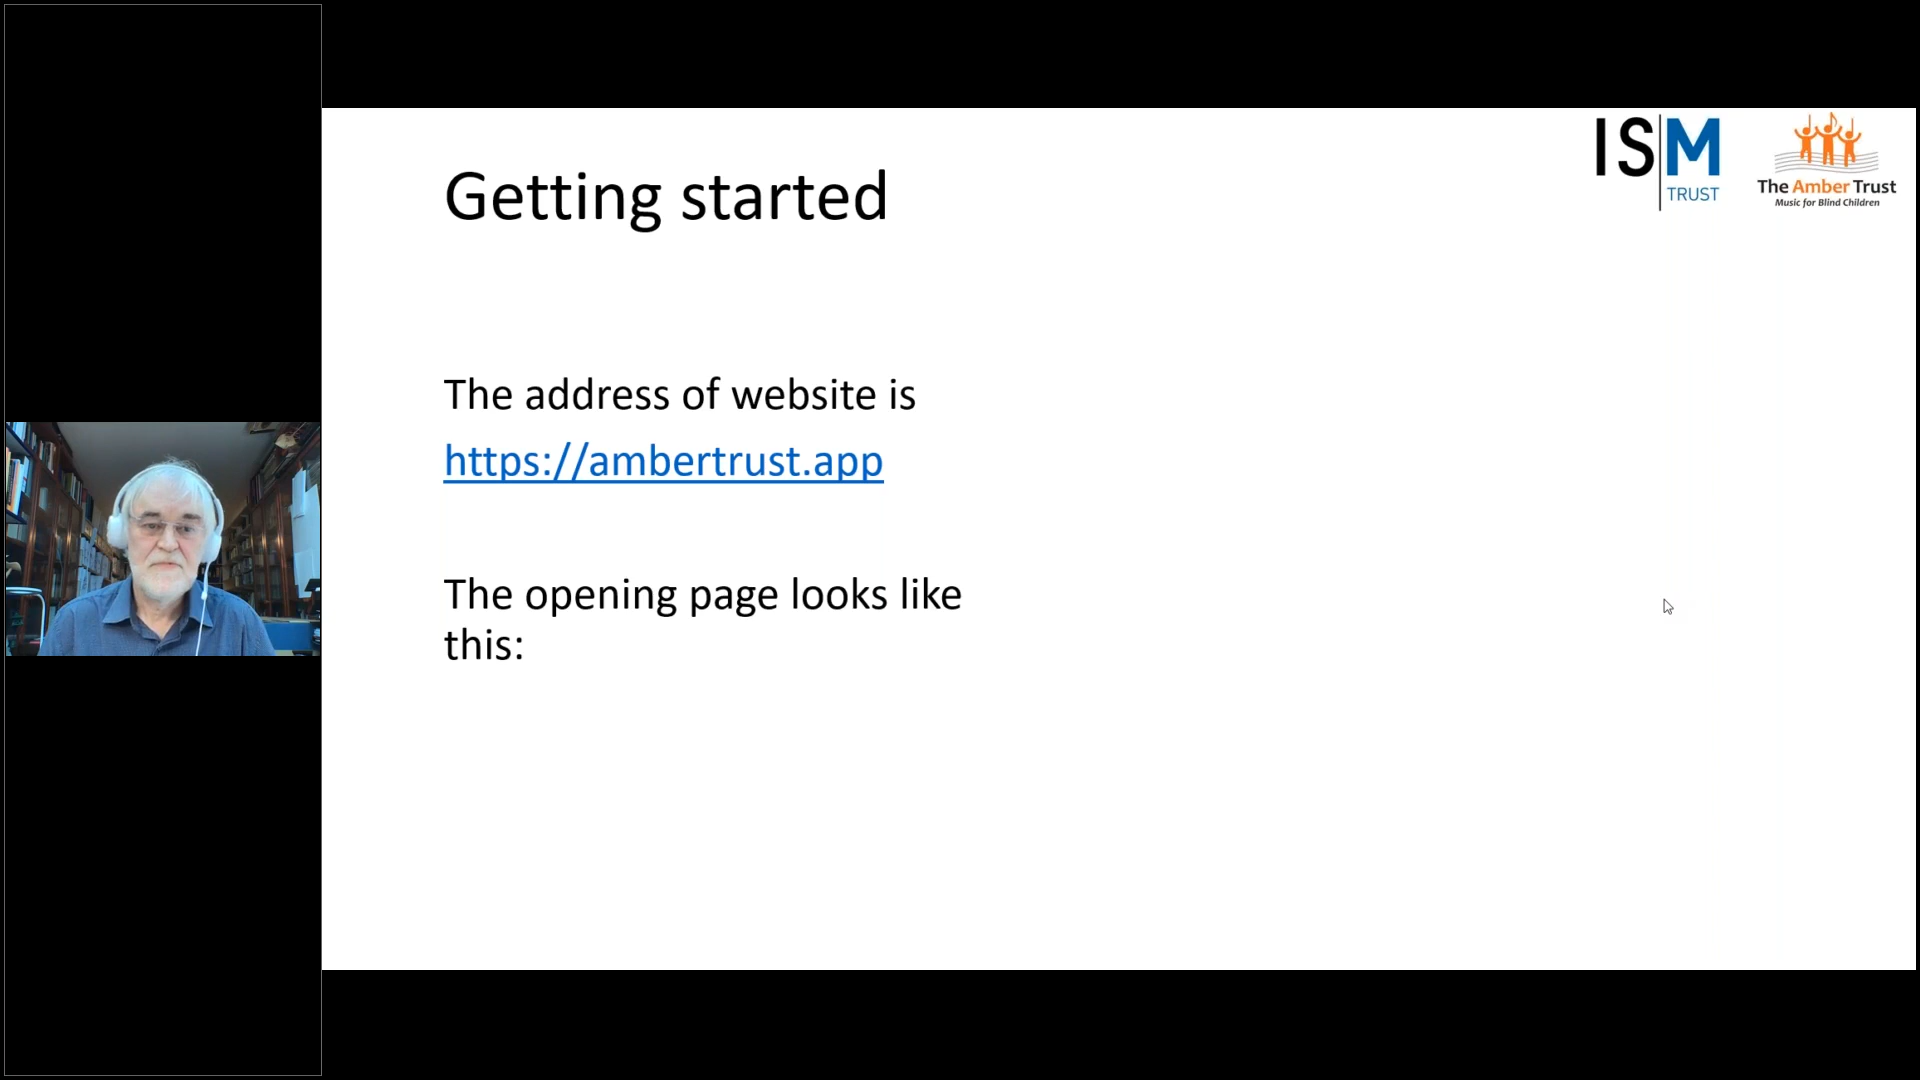 Getting started
ISM
TRUST
The Amber Trust
Music for Blind Children
The address of website is
https://ambertrust.app
The opening page looks like
this: